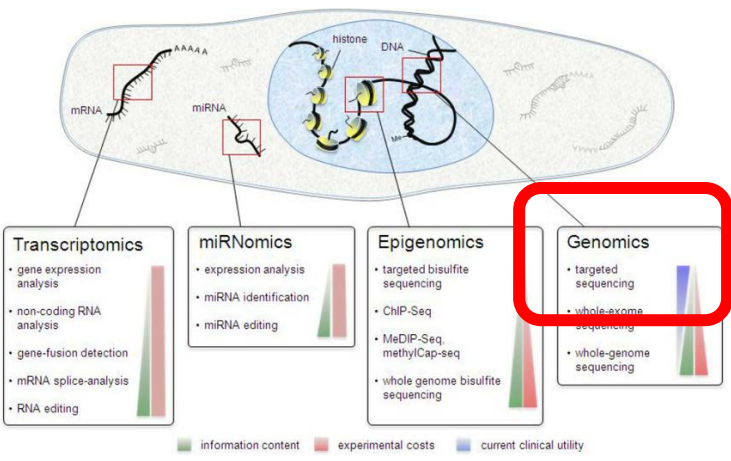 histone
DNA
AAAAA
mRNA
miRNA
Me
Transcriptomics
• gene expression
analysis
• non-coding RNA
analysis
• gene-fusion detection
• mRNA splice-analysis
• RNA editing
miRNomics
• expression analysis
• miRNA identification
• miRNA editing
Epigenomics
• targeted bisulfite
sequencing
• ChIP-Seq
• MeDIP-Seq,
methylCap-seq
• whole genome bisulfite
sequencing
Genomics
• targeted
sequencing
• whole-exome
sequencing
• whole-genome
sequencing
information content
experimental costs
current clinical utility